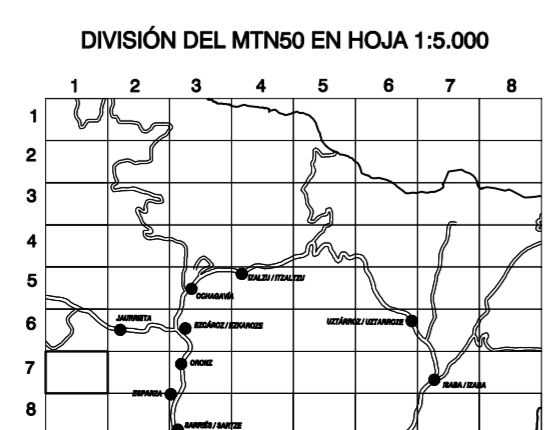 DIVISIÓN DEL MTN50 EN HOJA 1:5.000
1 2 3 4 5 6 7 8
1
2
3
4
5
IZALZU / ITZALTZU
OCHAGAVÍA
JAURRIETA
6
EZCÁROZ / EZKAROZE
UZTÁRROZ / UZTARROZE
7
ORONZ
ISABA / IZABA
ESPARZA
8
SARRIÉS / SARTZE